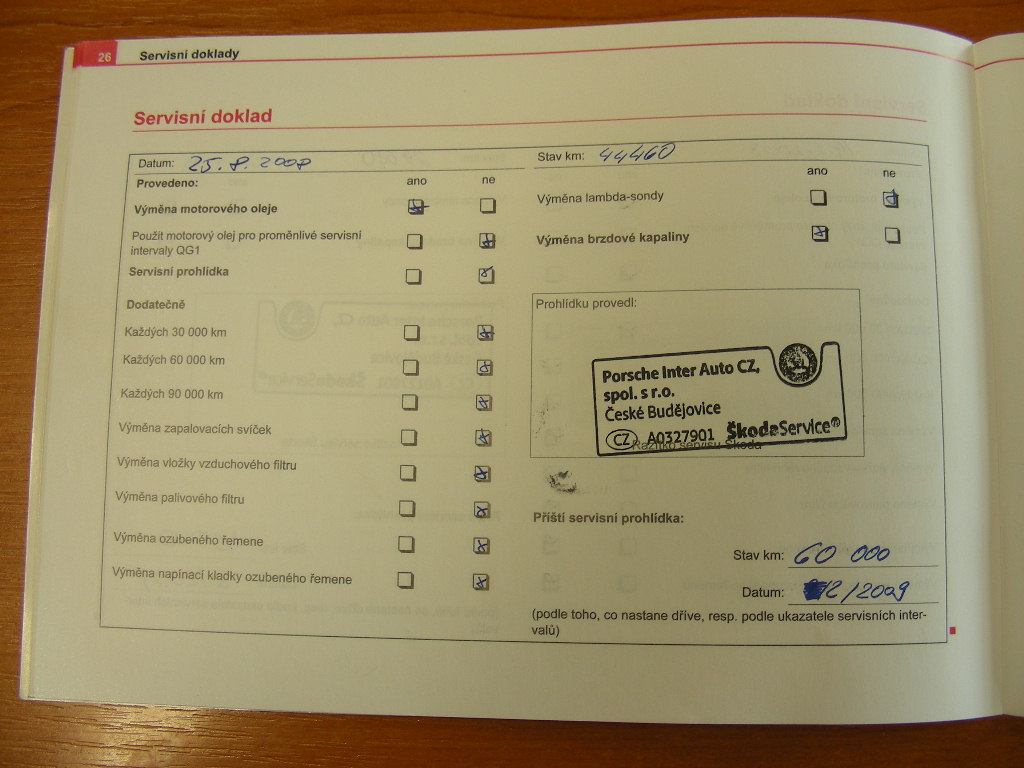 26 Servisní doklady
Servisní doklad
Datum: 25. 8. 2008
Provedeno: ano ne
Výměna motorového oleje
Použít motorový olej pro proměnlivé servisní
intervaly QG1
Servisní prohlídka
Dodatečně
Každých 30 000 km
Každých 60 000 km
Každých 90 000 km
Výměna zapalovacích svíček
Výměna vložky vzduchového filtru
Výměna palivového filtru
Výměna ozubeného řemene
Výměna napínací kladky ozubeného řemene
Stav km: 44460
ano ne
Výměna lambda-sondy
Výměna brzdové kapaliny
Prohlídku provedl:
Porsche Inter Auto CZ,
spol. s r.o.
České Budějovice
CZ A0327901 ŠkodaService®
Razítko servisu Škoda
Příští servisní prohlídka:
Stav km: 60 000
Datum: 12/2009
(podle toho, co nastane dříve, resp. podle ukazatele servisních inter-
valů)